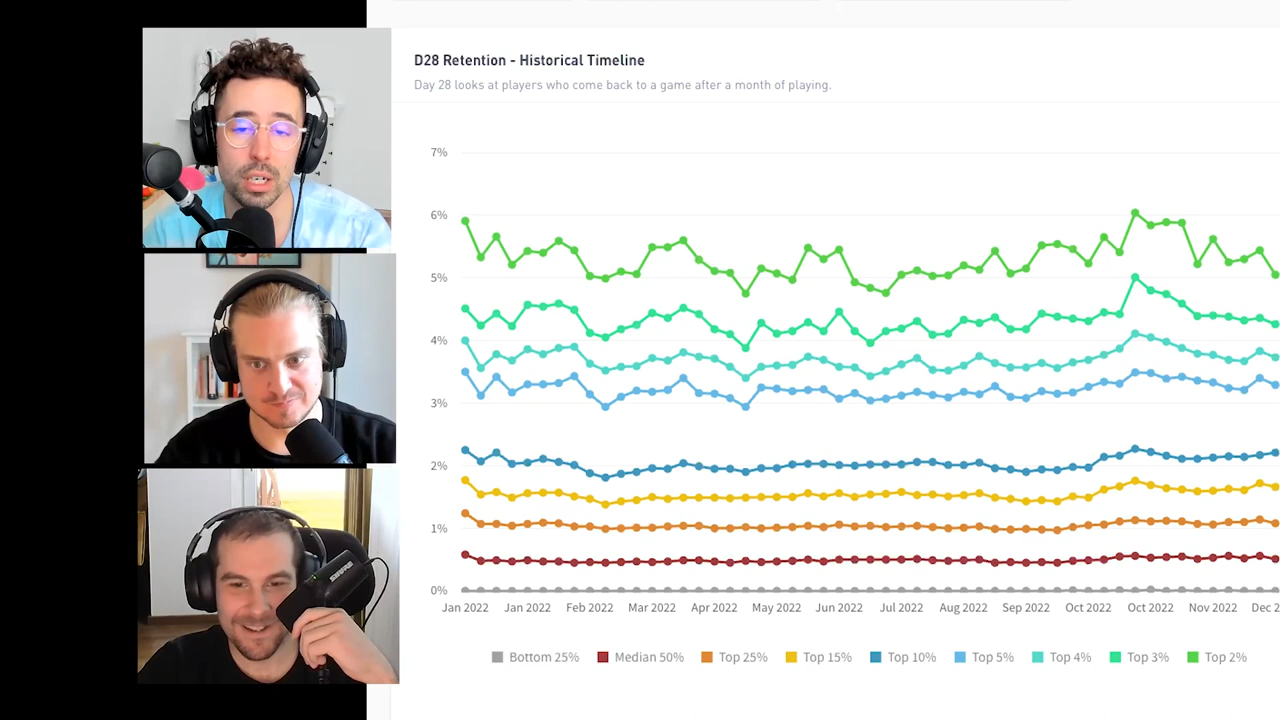 D28 Retention - Historical Timeline
Day 28 looks at players who come back to a game after a month of playing.
7%
6%
5%
4%
3%
2%
1%
0%
Jan 2022 Jan 2022 Feb 2022 Mar 2022 Apr 2022 May 2022 Jun 2022 Jul 2022 Aug 2022 Sep 2022 Oct 2022 Oct 2022 Nov 2022 Dec 2
Bottom 25% Median 50% Top 25% Top 15% Top 10% Top 5% Top 4% Top 3% Top 2%
SHURE